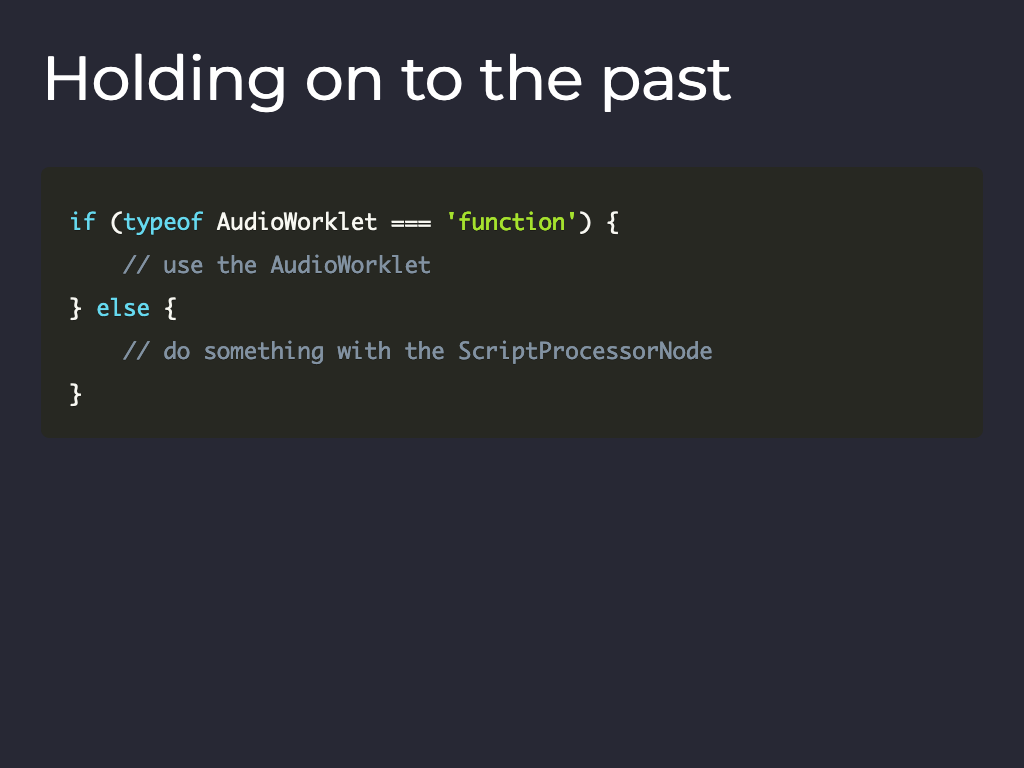 Holding on to the past
if (typeof AudioWorklet === 'function') {
    // use the AudioWorklet
} else {
    // do something with the ScriptProcessorNode
}